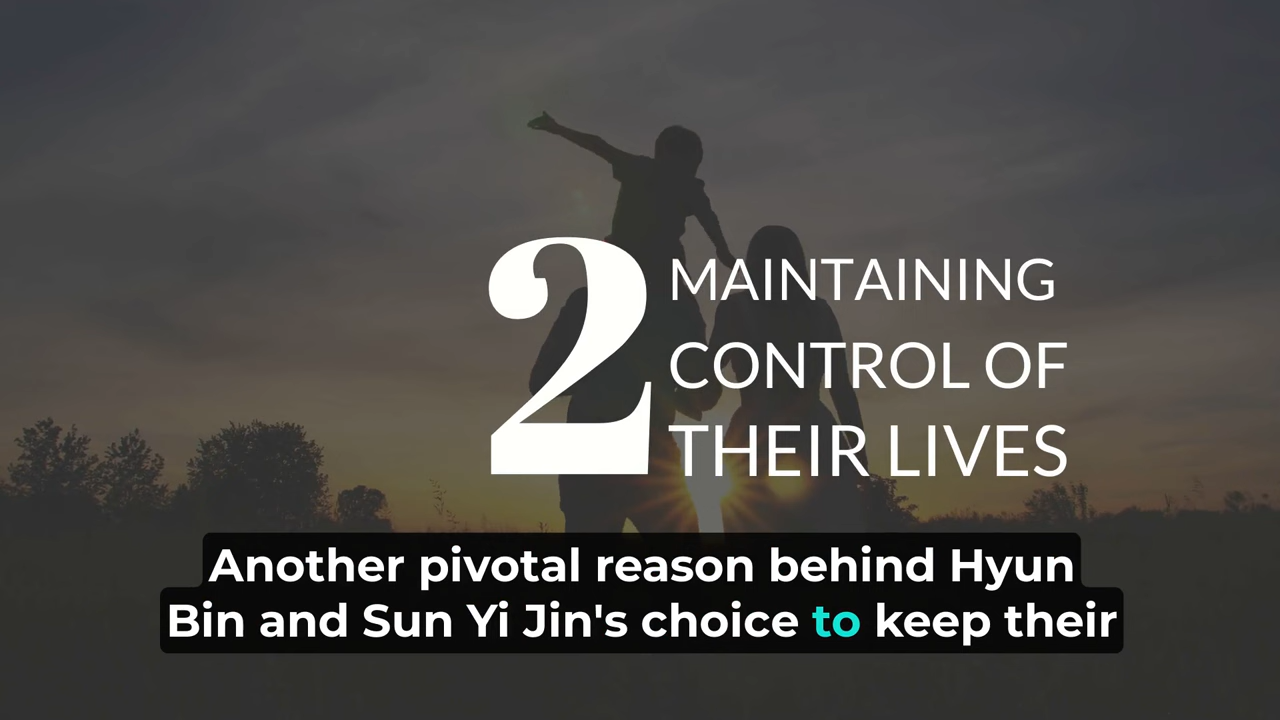 2
MAINTAINING
CONTROL OF
THEIR LIVES
Another pivotal reason behind Hyun
Bin and Sun Yi Jin's choice to keep their